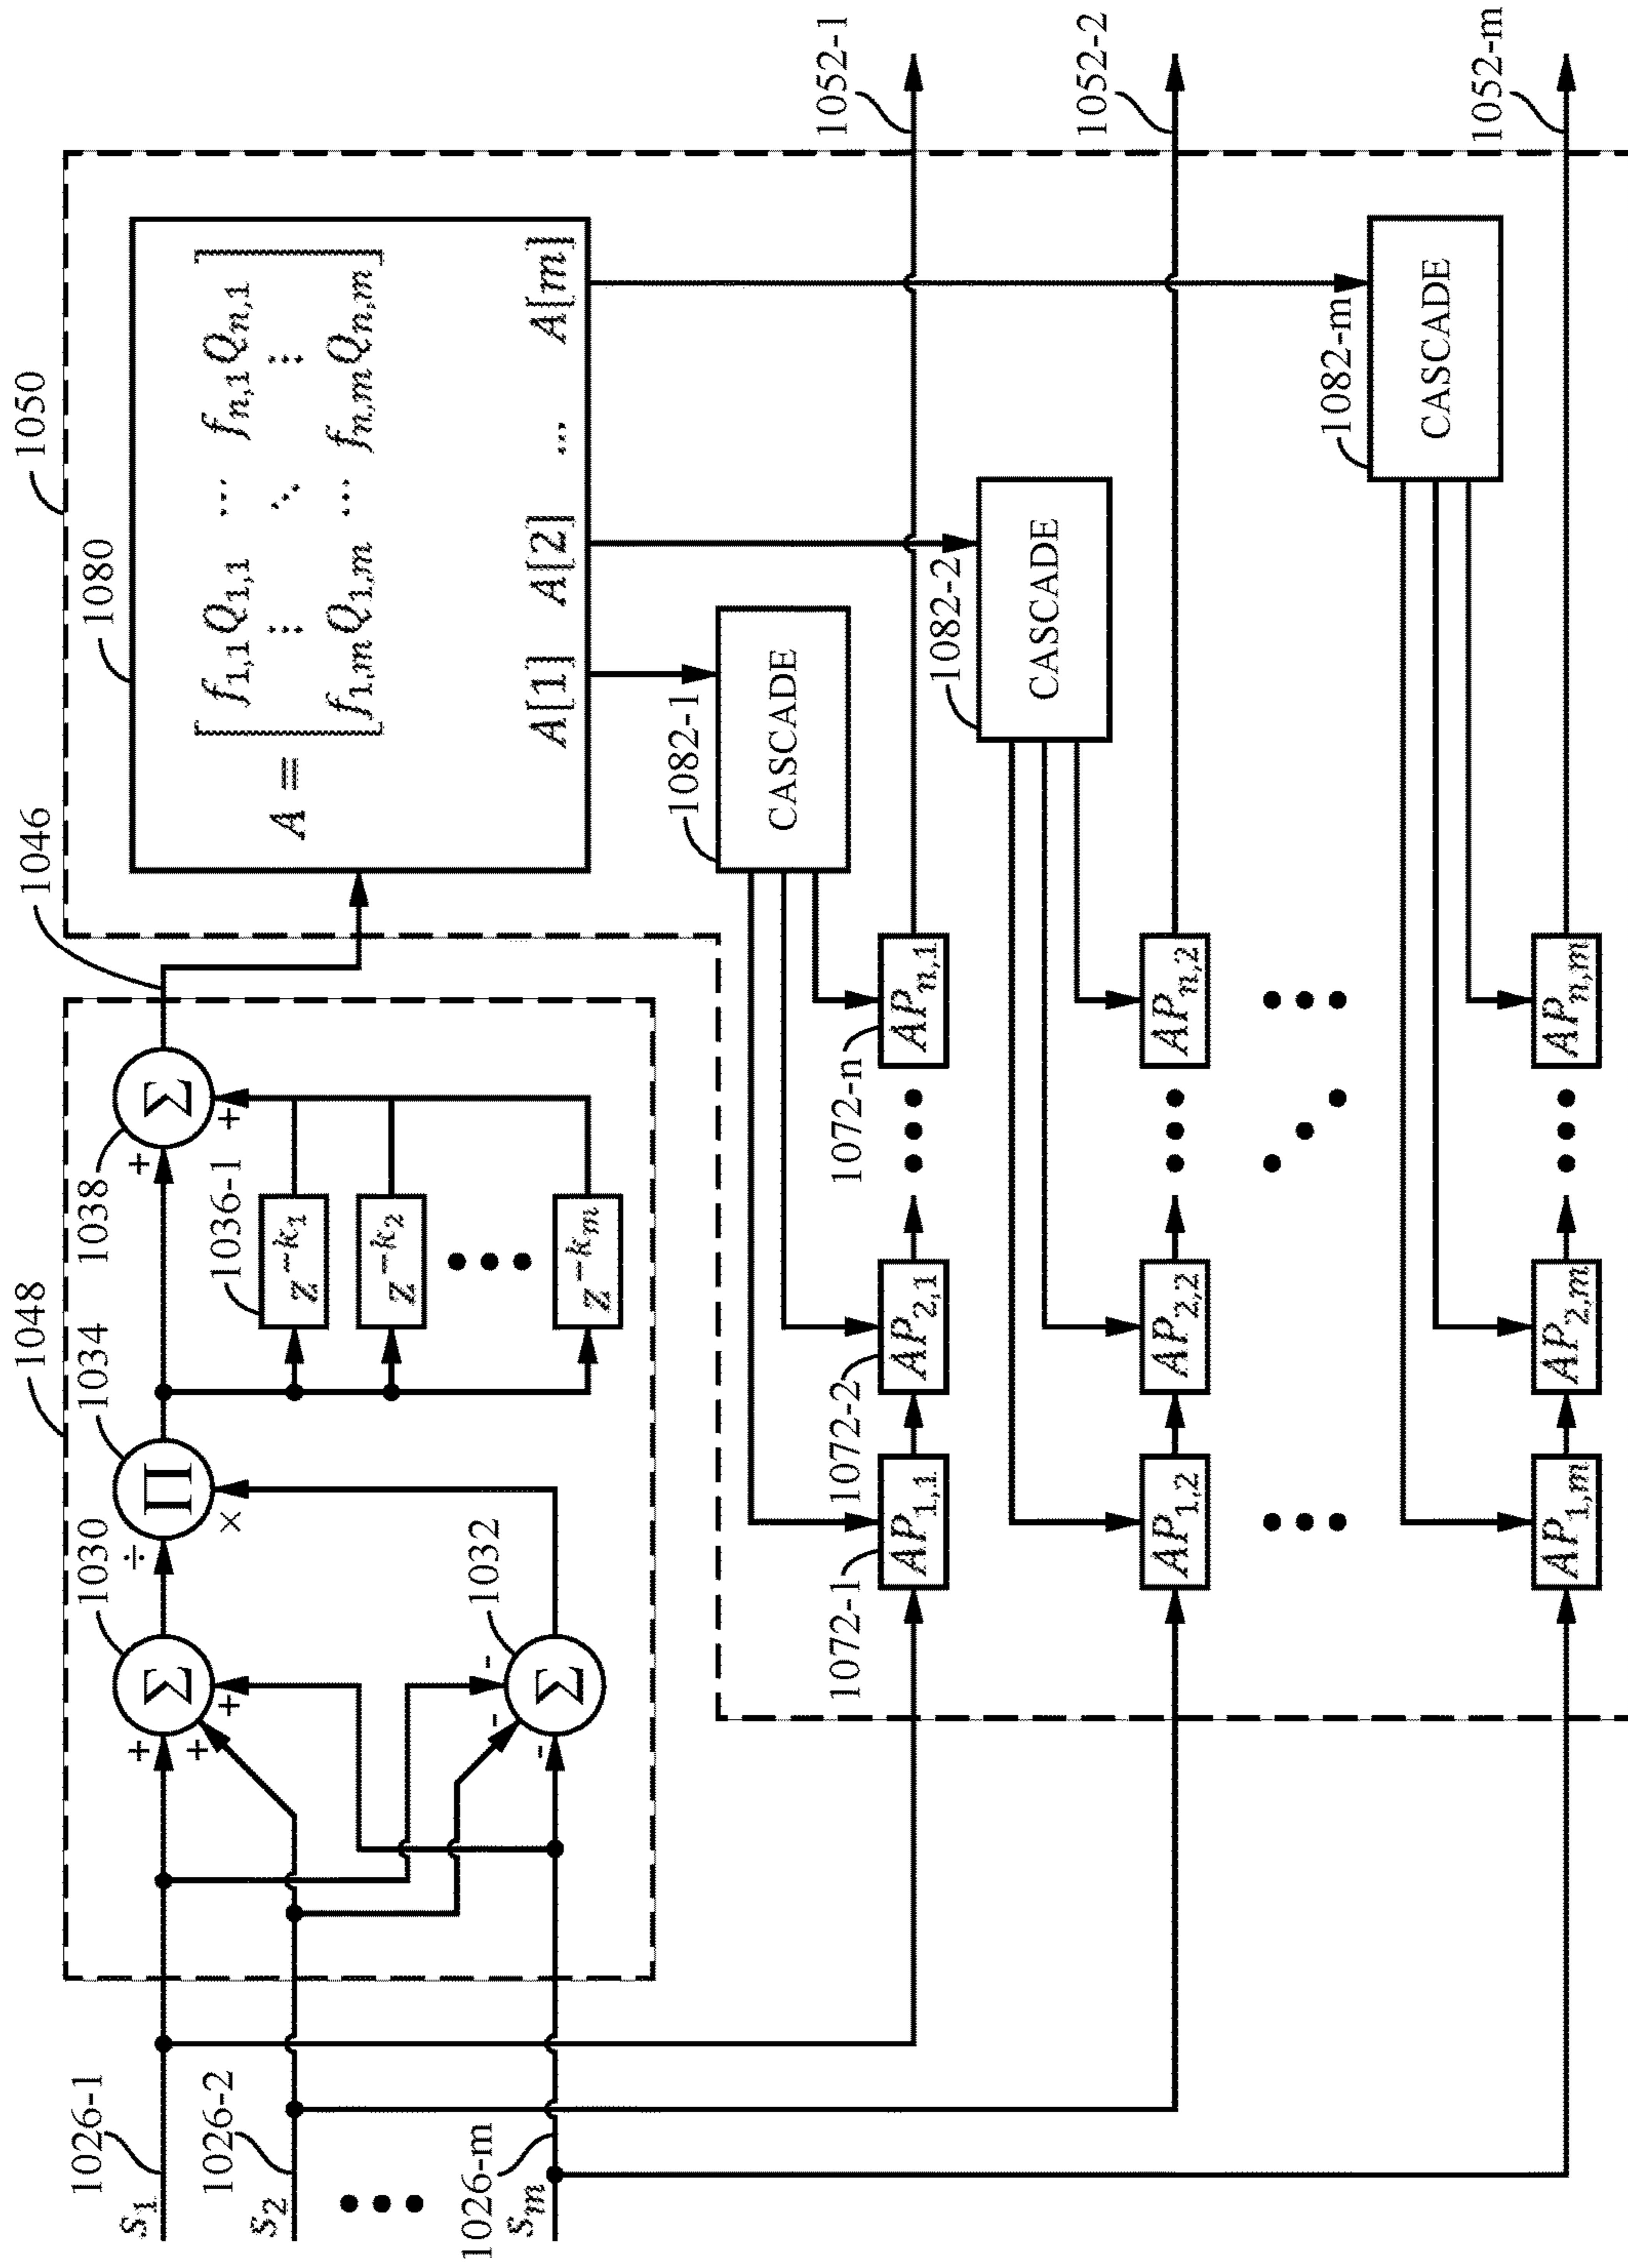 1048
1046
1050
1030
1034
1038
1080
1026-1
s₁
+
Σ
+
+
÷
Π
×
+
Σ
+
1036-1
z^{-k₁}
z^{-k₂}
z^{-kₘ}
1026-2
s₂
1026-m
sₘ
1032
-
-
-
Σ
A = [ f₁,₁Q₁,₁ ⋯ fₙ,₁Qₙ,₁
⋮ ⋱ ⋮
f₁,ₘQ₁,ₘ ⋯ fₙ,ₘQₙ,ₘ ]
A[1] A[2] ... A[m]
1082-1
CASCADE
1072-1
AP₁,₁
1072-2
AP₂,₁
1072-n
APₙ,₁
1052-1
1082-2
CASCADE
AP₁,₂
AP₂,₂
APₙ,₂
1052-2
1082-m
CASCADE
AP₁,ₘ
AP₂,ₘ
APₙ,ₘ
1052-m